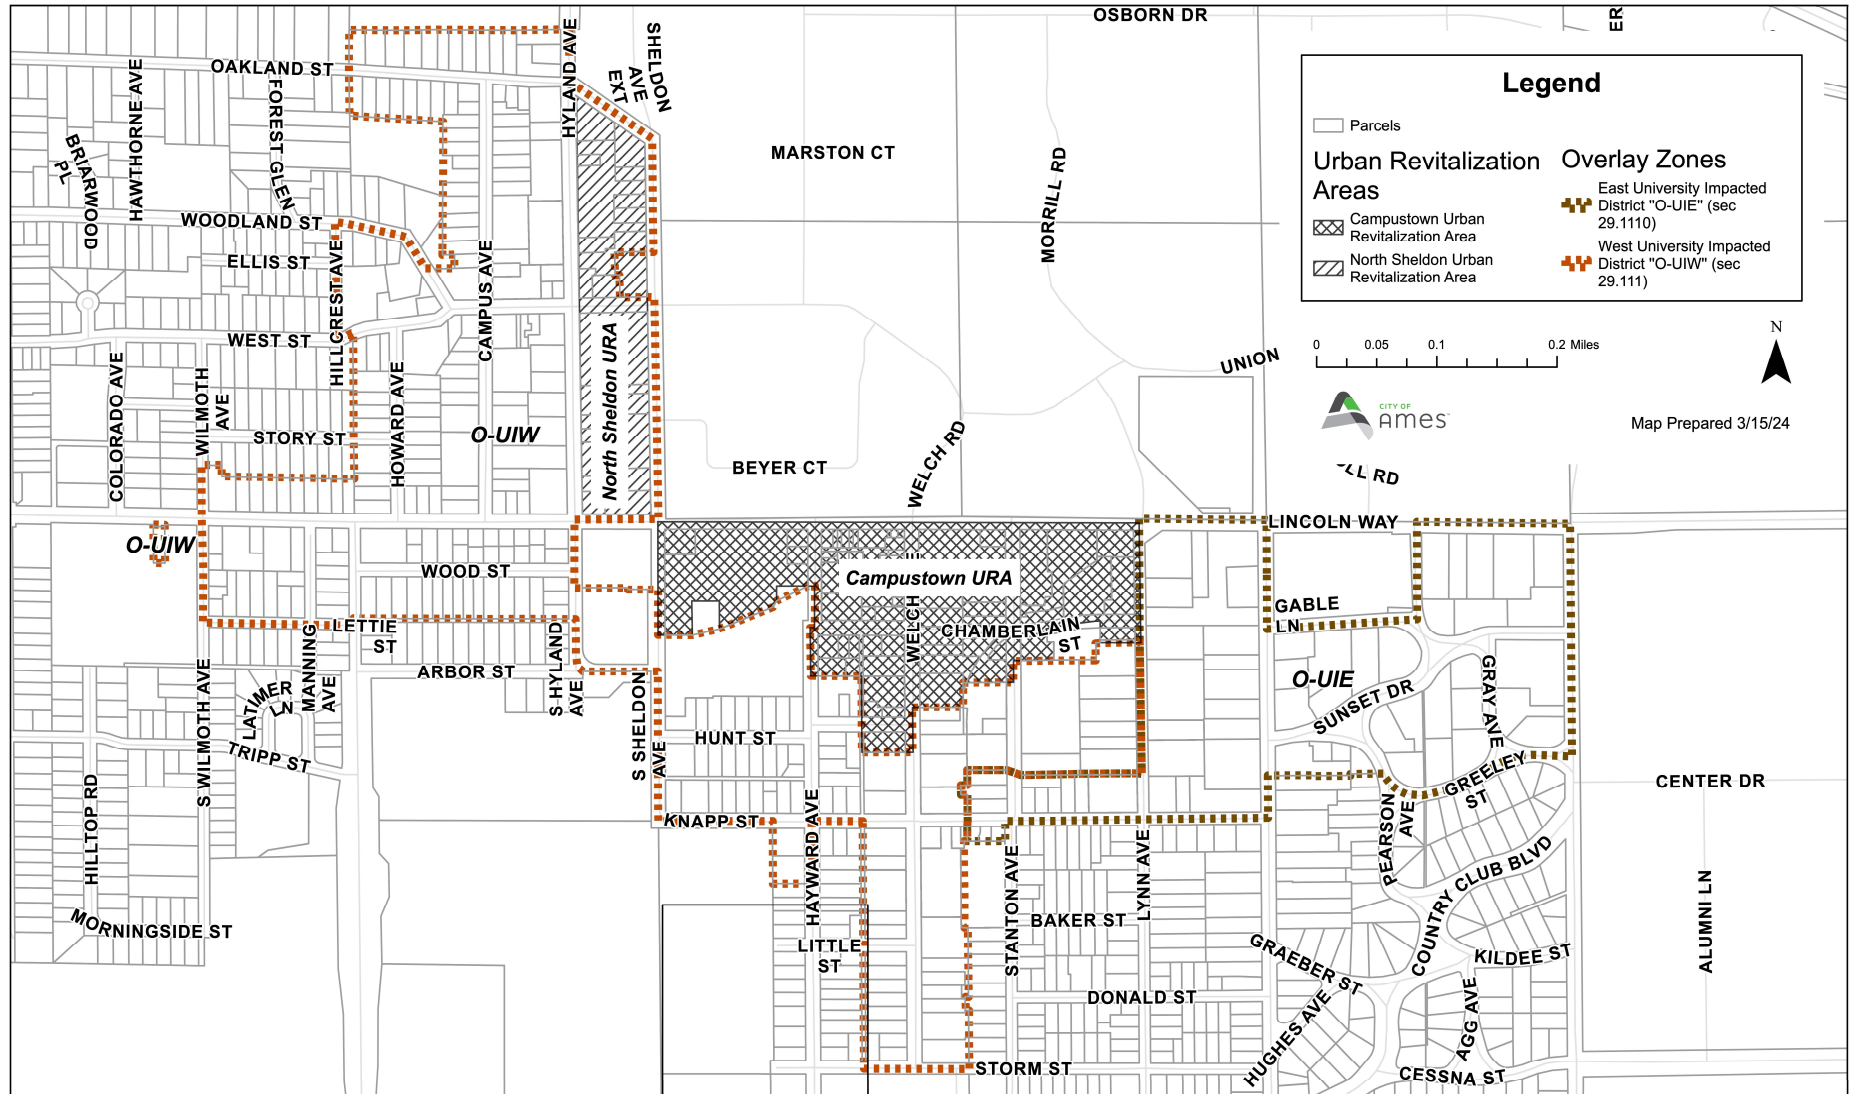 OSBORN DR
ER
SHELDON
AVE
EXT
HYLAND AVE
OAKLAND ST
HAWTHORNE AVE
FOREST GLEN
BRIARWOOD
PL
MARSTON CT
MORRILL RD
WOODLAND ST
ELLIS ST
HILLCREST AVE
CAMPUS AVE
WEST ST
COLORADO AVE
WILMOTH
AVE
HOWARD AVE
STORY ST
O-UIW
North Sheldon URA
BEYER CT
WELCH RD
UNION
Legend
Parcels
Urban Revitalization
Areas
Campustown Urban
Revitalization Area
North Sheldon Urban
Revitalization Area
Overlay Zones
East University Impacted
District "O-UIE" (sec
29.1110)
West University Impacted
District "O-UIW" (sec
29.111)
0
0.05
0.1
0.2 Miles
N
CITY OF
AMES
Map Prepared 3/15/24
LL RD
LINCOLN WAY
O-UIW
WOOD ST
Campustown URA
WELCH
CHAMBERLAIN
ST
GABLE
LN
LETTIE
ST
MANNING
AVE
ARBOR ST
S HYLAND
AVE
S SHELDON
AVE
S WILMOTH AVE
LATIMER
LN
TRIPP ST
HUNT ST
O-UIE
SUNSET DR
GRAY AVE
GREELEY
ST
CENTER DR
HILLTOP RD
KNAPP ST
HAYWARD AVE
STANTON AVE
LYNN AVE
PEARSON
AVE
COUNTRY CLUB BLVD
ALUMNI LN
MORNINGSIDE ST
BAKER ST
LITTLE
ST
GRAEBER ST
KILDEE ST
DONALD ST
HUGHES AVE
AGG AVE
STORM ST
CESSNA ST